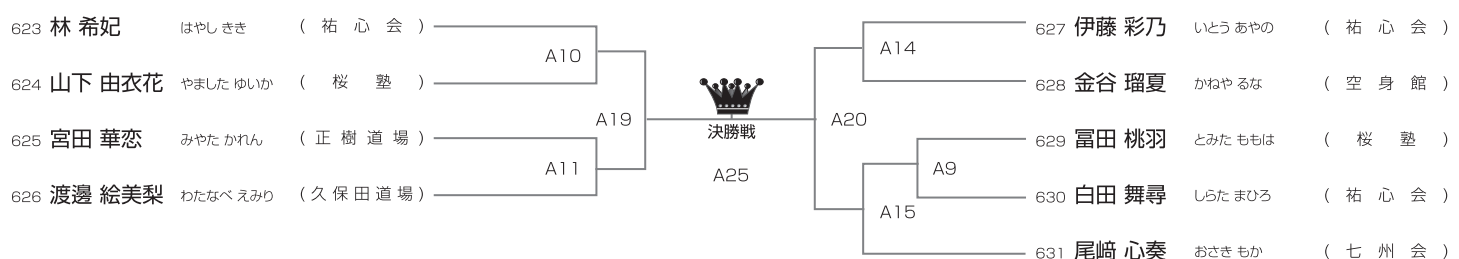 623 林 希妃 はやし きき ( 祐 心 会 )
A10
624 山下 由衣花 やました ゆいか ( 桜 塾 )
A19
625 宮田 華恋 みやた かれん ( 正 樹 道 場 )
A11
626 渡邊 絵美梨 わたなべ えみり ( 久 保 田 道 場 )
決勝戦
A25
627 伊藤 彩乃 いとう あやの ( 祐 心 会 )
A14
628 金谷 瑠夏 かねや るな ( 空 身 館 )
A20
629 冨田 桃羽 とみた ももは ( 桜 塾 )
A9
630 白田 舞尋 しらた まひろ ( 祐 心 会 )
A15
631 尾﨑 心奏 おさき もか ( 七 州 会 )